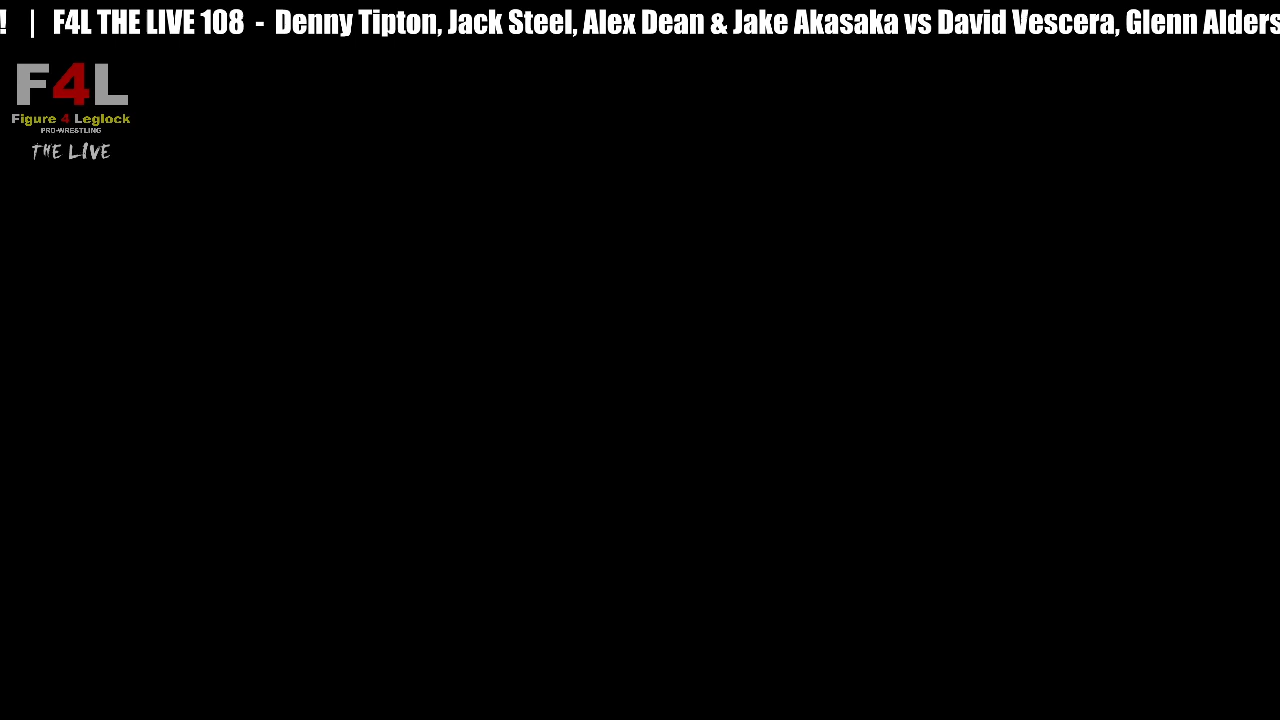 ! | F4L THE LIVE 108 - Denny Tipton, Jack Steel, Alex Dean & Jake Akasaka vs David Vescera, Glenn Alders
F4L
Figure 4 Leglock
PRO-WRESTLING
THE LIVE